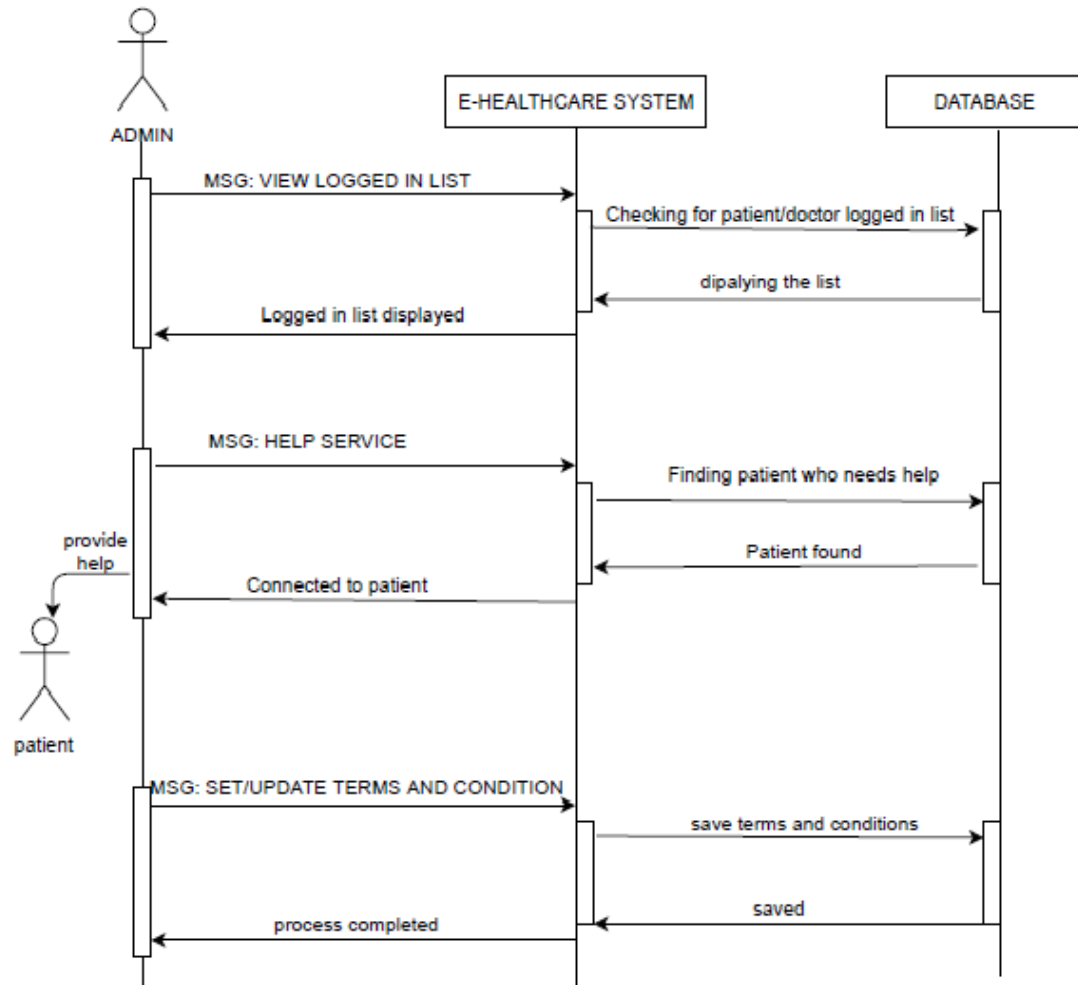 ADMIN
E-HEALTHCARE SYSTEM
DATABASE
MSG: VIEW LOGGED IN LIST
Checking for patient/doctor logged in list
dipalying the list
Logged in list displayed
MSG: HELP SERVICE
Finding patient who needs help
provide
help
Patient found
Connected to patient
patient
MSG: SET/UPDATE TERMS AND CONDITION
save terms and conditions
saved
process completed